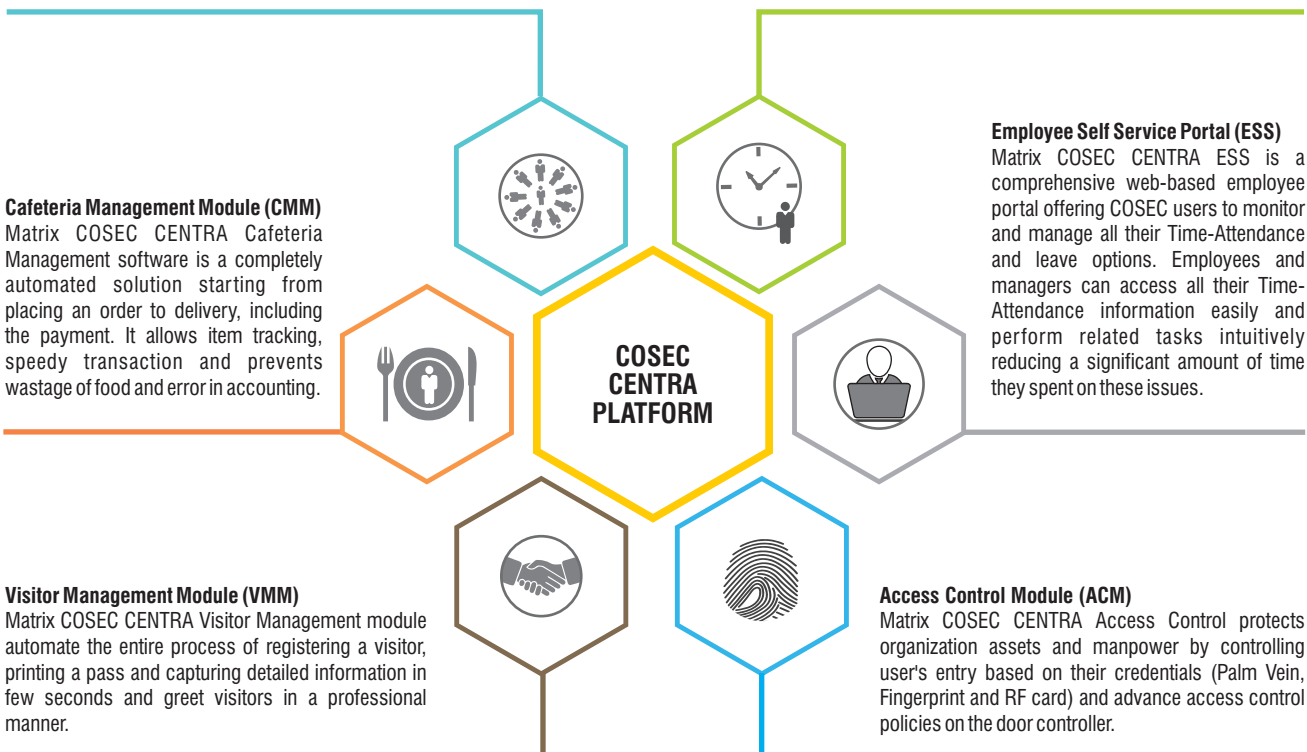 Cafeteria Management Module (CMM)
Matrix COSEC CENTRA Cafeteria
Management software is a completely
automated solution starting from
placing an order to delivery, including
the payment. It allows item tracking,
speedy transaction and prevents
wastage of food and error in accounting.
COSEC
CENTRA
PLATFORM
Employee Self Service Portal (ESS)
Matrix COSEC CENTRA ESS is a
comprehensive web-based employee
portal offering COSEC users to monitor
and manage all their Time-Attendance
and leave options. Employees and
managers can access all their Time-
Attendance information easily and
perform related tasks intuitively
reducing a significant amount of time
they spent on these issues.
Visitor Management Module (VMM)
Matrix COSEC CENTRA Visitor Management module
automate the entire process of registering a visitor,
printing a pass and capturing detailed information in
few seconds and greet visitors in a professional
manner.
Access Control Module (ACM)
Matrix COSEC CENTRA Access Control protects
organization assets and manpower by controlling
user's entry based on their credentials (Palm Vein,
Fingerprint and RF card) and advance access control
policies on the door controller.